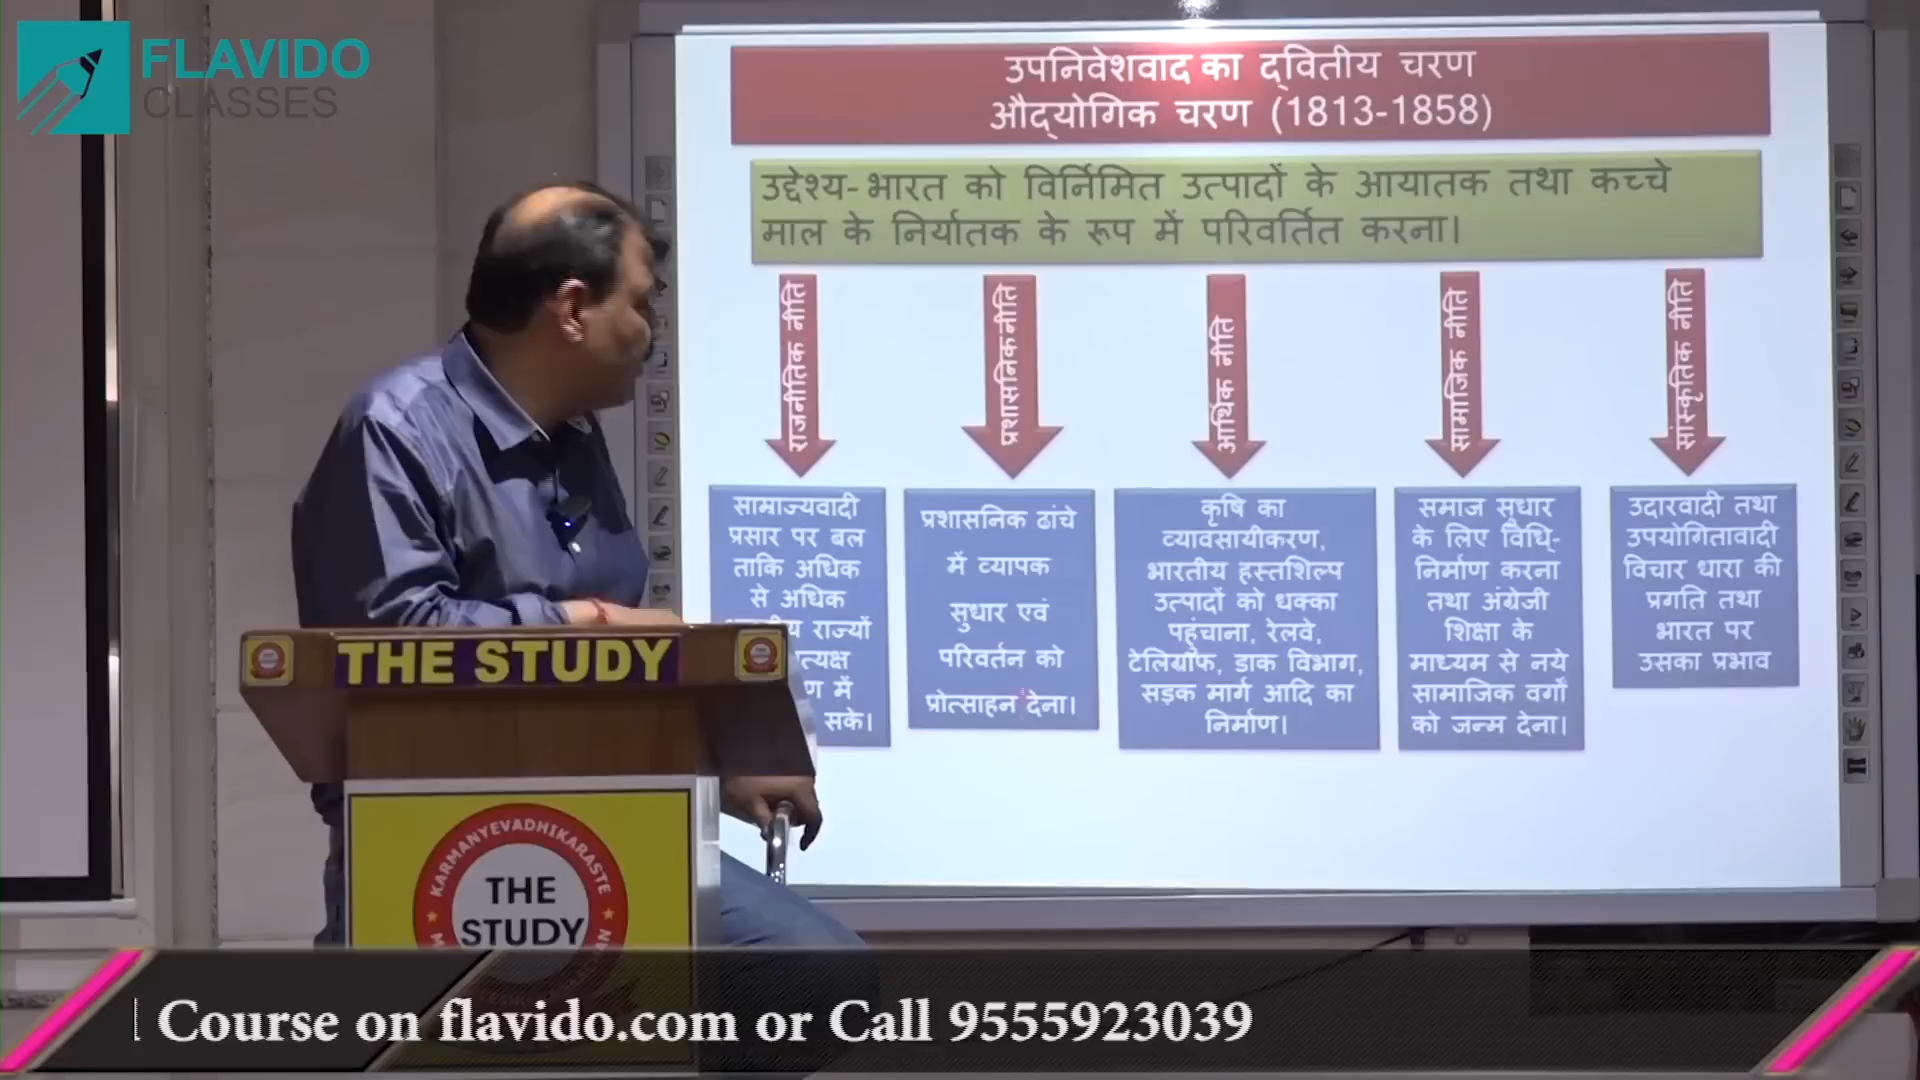 FLAVIDO
CLASSES
उपनिवेशवाद का द्वितीय चरण
औद्योगिक चरण (1813-1858)
उद्देश्य-भारत को विर्निमित उत्पादों के आयातक तथा कच्चे
माल के निर्यातक के रूप में परिवर्तित करना।
राजनीतिक नीति
प्रशासनिकनीति
आर्थिक नीति
सामाजिक नीति
सांस्कृतिक नीति
साम्राज्यवादी
प्रसार पर बल
ताकि अधिक
से अधिक
राज्यों
में
सके।
प्रशासनिक ढांचे
में व्यापक
सुधार एवं
परिवर्तन को
प्रोत्साहन देना।
कृषि का
व्यावसायीकरण,
भारतीय हस्तशिल्प
उत्पादों को धक्का
पहुंचाना, रेलवे,
टेलिग्रॉफ, डाक विभाग,
सड़क मार्ग आदि का
निर्माण।
समाज सुधार
के लिए विधि-
निर्माण करना
तथा अंग्रेजी
शिक्षा के
माध्यम से नये
सामाजिक वर्गों
को जन्म देना।
उदारवादी तथा
उपयोगितावादी
विचार धारा की
प्रगति तथा
भारत पर
उसका प्रभाव
THE STUDY
KARMANYEVADHIKARASTE
THE
STUDY
Course on flavido.com or Call 9555923039